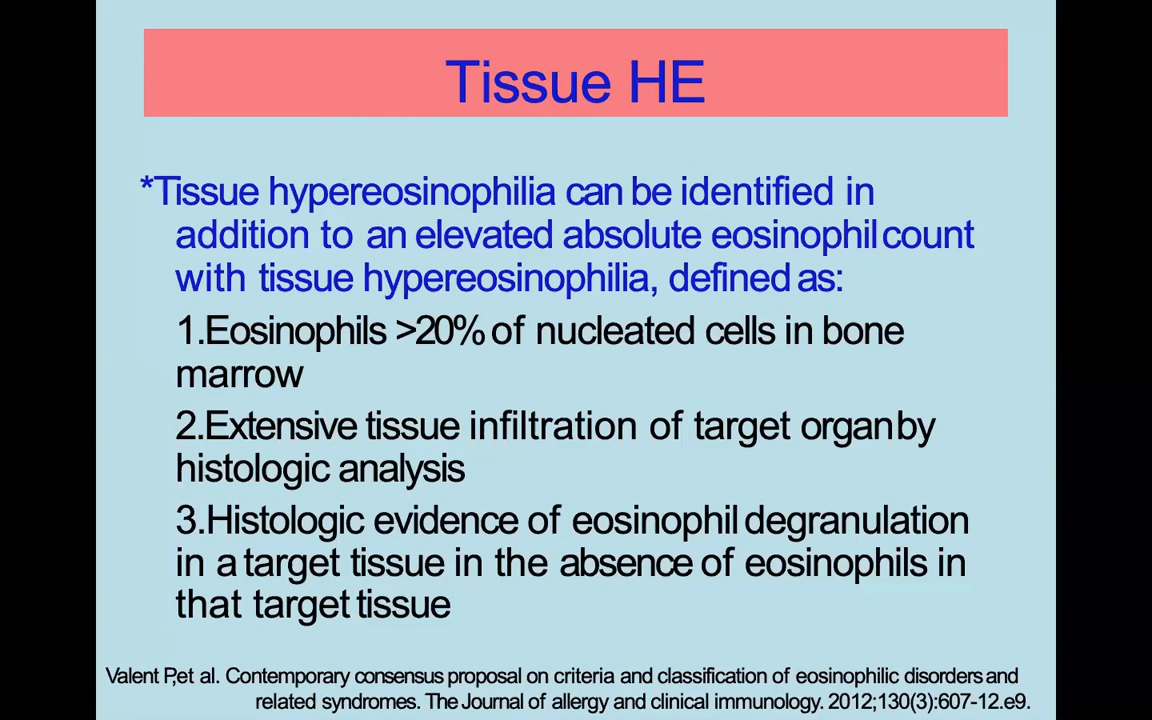 Tissue HE
*Tissue hypereosinophilia can be identified in
addition to an elevated absolute eosinophil count
with tissue hypereosinophilia, defined as:
1.Eosinophils >20% of nucleated cells in bone
marrow
2.Extensive tissue infiltration of target organ by
histologic analysis
3.Histologic evidence of eosinophil degranulation
in a target tissue in the absence of eosinophils in
that target tissue
Valent P,et al. Contemporary consensus proposal on criteria and classification of eosinophilic disorders and
related syndromes. The Journal of allergy and clinical immunology. 2012;130(3):607-12.e9.